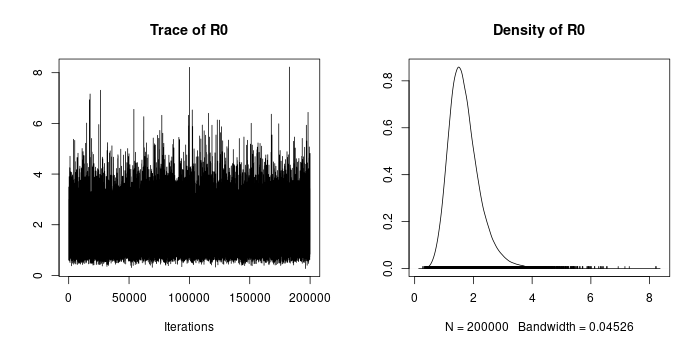 Trace of R0
0
2
4
6
8
0 50000 100000 150000 200000
Iterations
Density of R0
0.0
0.2
0.4
0.6
0.8
0 2 4 6 8
N = 200000 Bandwidth = 0.04526